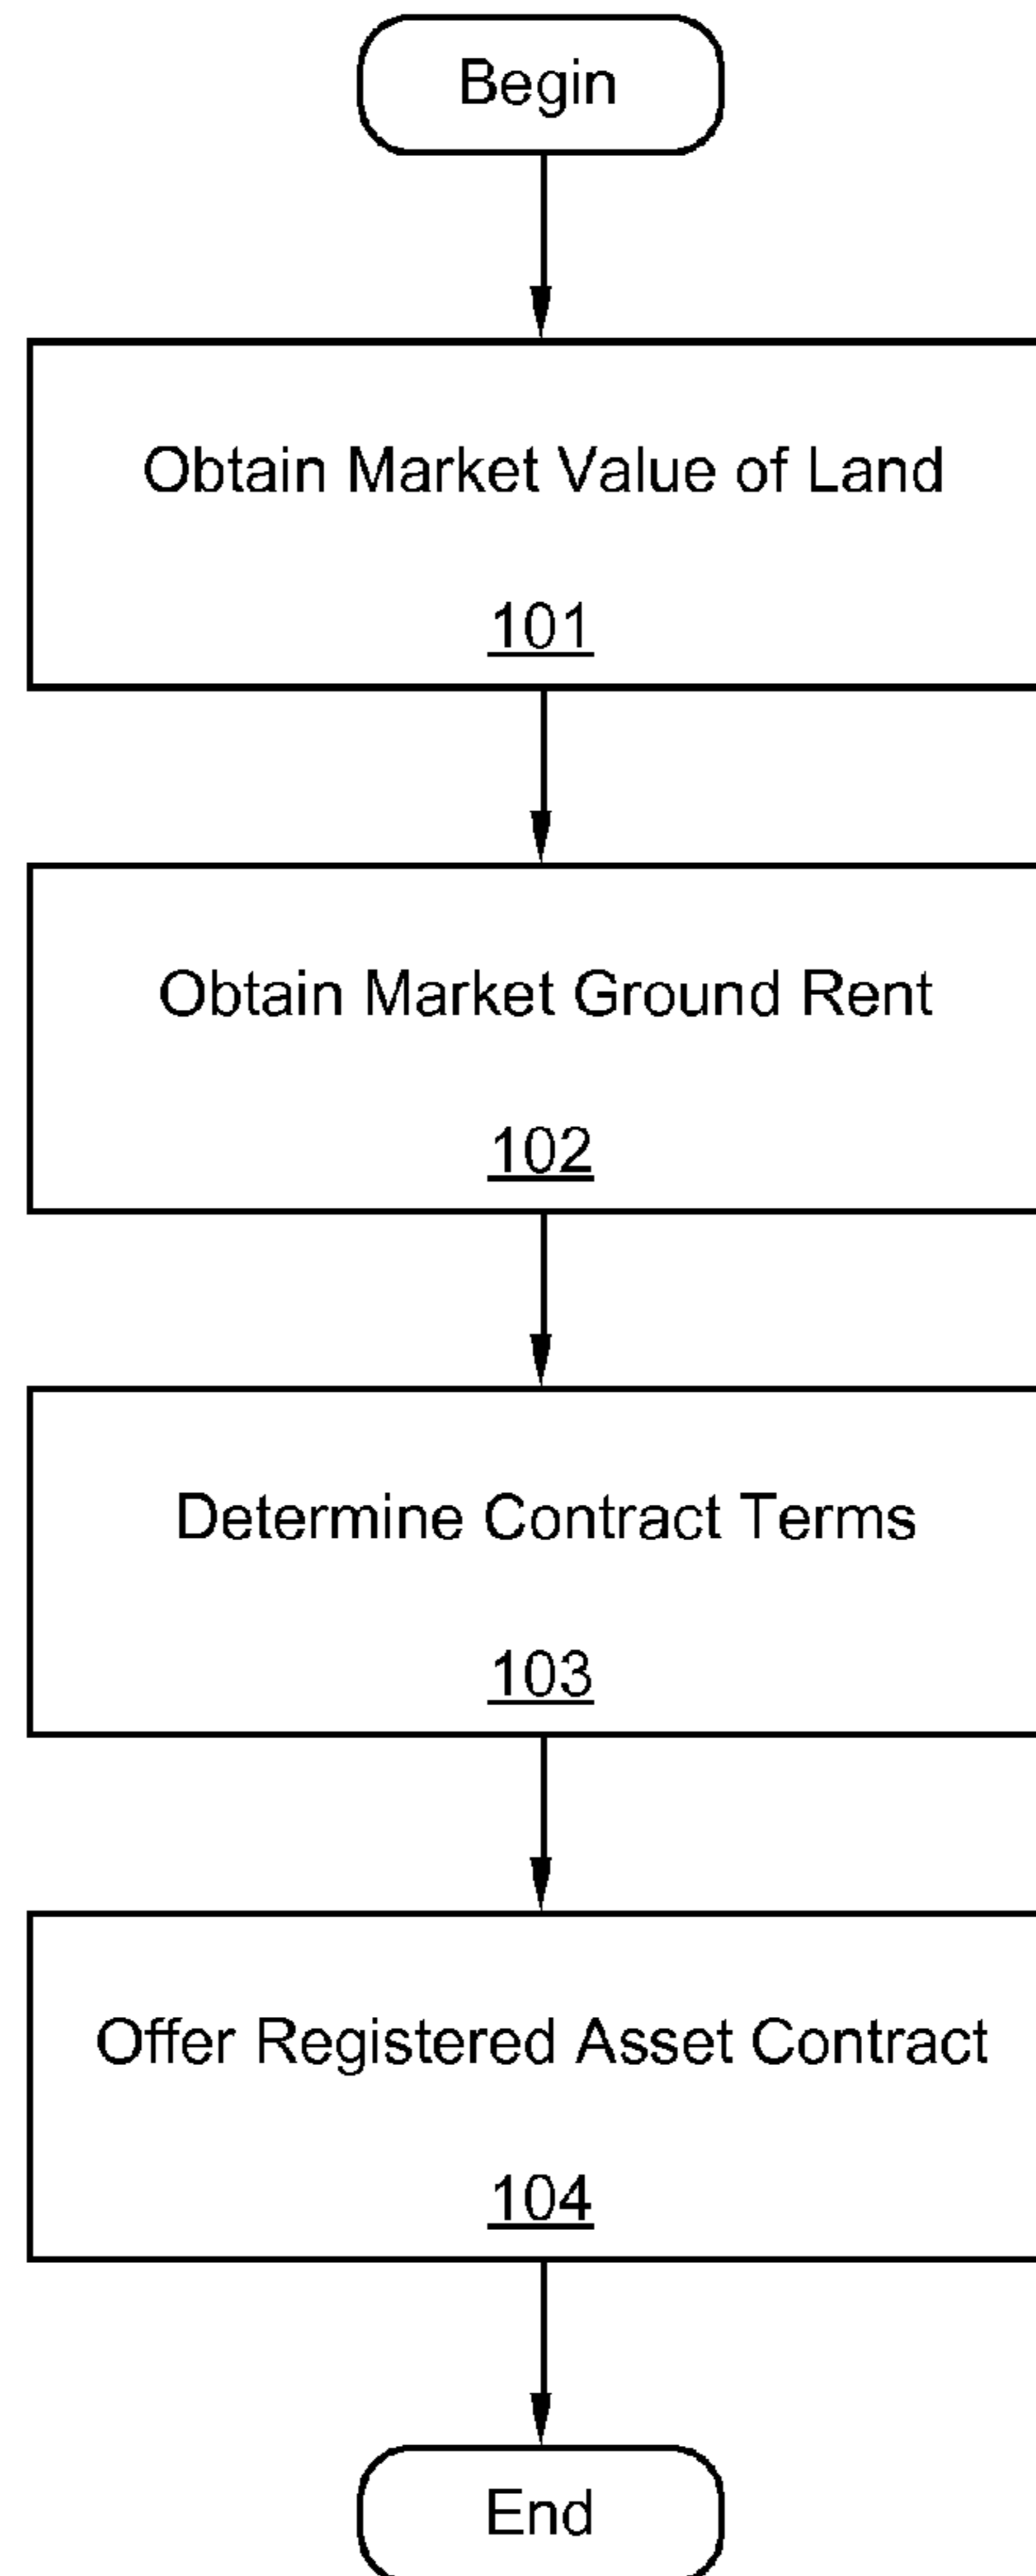 Begin
Obtain Market Value of Land
101
Obtain Market Ground Rent
102
Determine Contract Terms
103
Offer Registered Asset Contract
104
End